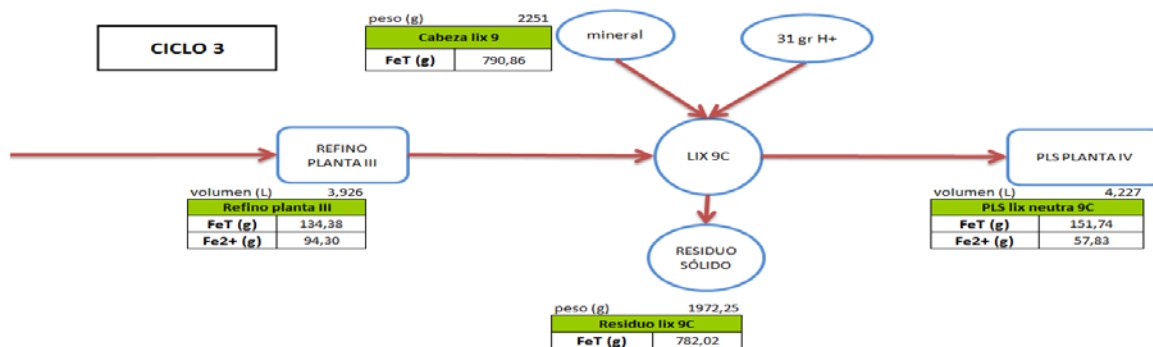 CICLO 3
peso (g) 2251
Cabeza lix 9
FeT (g) 790,86
mineral
31 gr H+
REFINO
PLANTA III
LIX 9C
PLS PLANTA IV
volumen (L) 3,926
Refino planta III
FeT (g) 134,38
Fe2+ (g) 94,30
volumen (L) 4,227
PLS lix neutra 9C
FeT (g) 151,74
Fe2+ (g) 57,83
RESIDUO
SÓLIDO
peso (g) 1972,25
Residuo lix 9C
FeT (g) 782,02